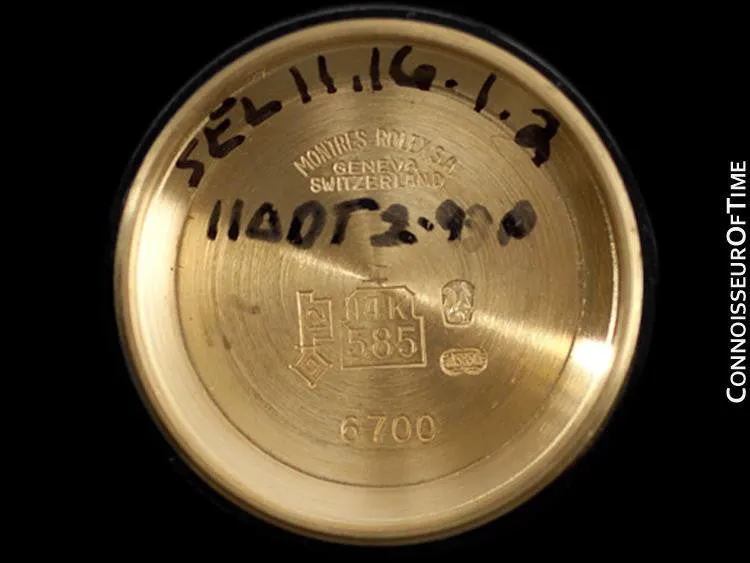 SEL 11.16.1.2
MONTRES ROLEX S.A
GENEVA
SWITZERLAND
14K
585
6700
CONNOISSEUROFTIME